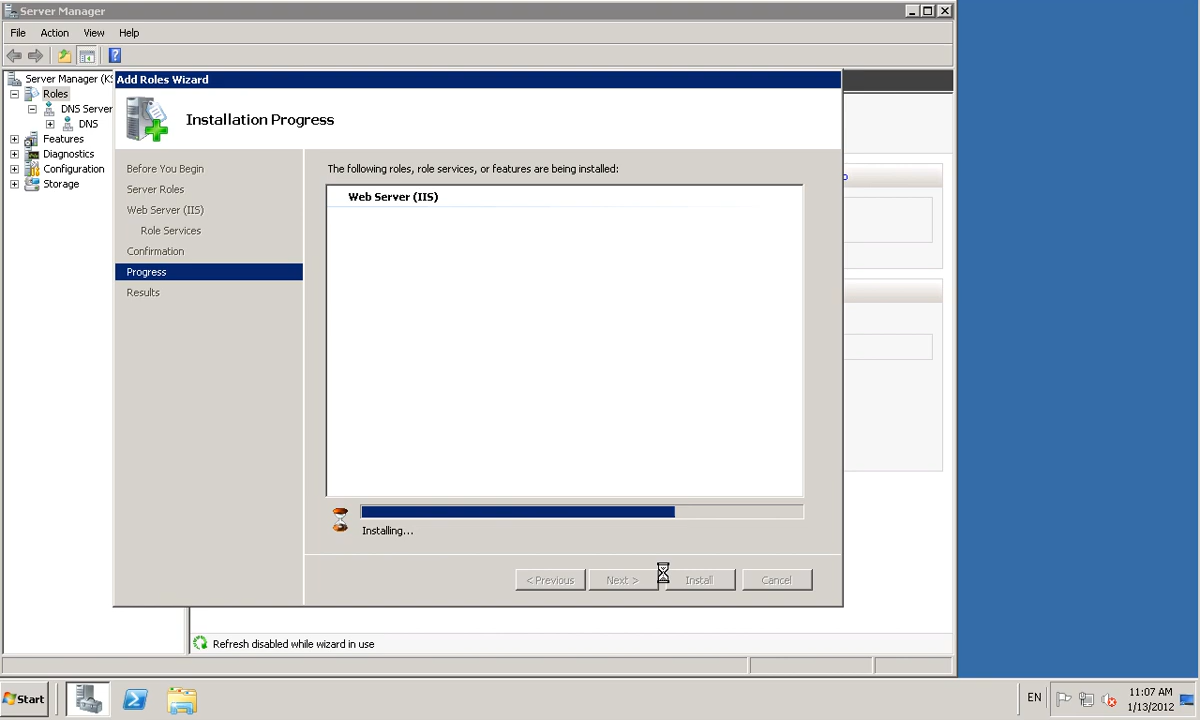 Server Manager
File Action View Help
Server Manager (KS
Roles
DNS Server
DNS
Features
Diagnostics
Configuration
Storage
Add Roles Wizard
Installation Progress
Before You Begin
Server Roles
Web Server (IIS)
Role Services
Confirmation
Progress
Results
The following roles, role services, or features are being installed:
Web Server (IIS)
Installing...
< Previous Next > Install Cancel
Refresh disabled while wizard in use
Start
EN
11:07 AM
1/13/2012